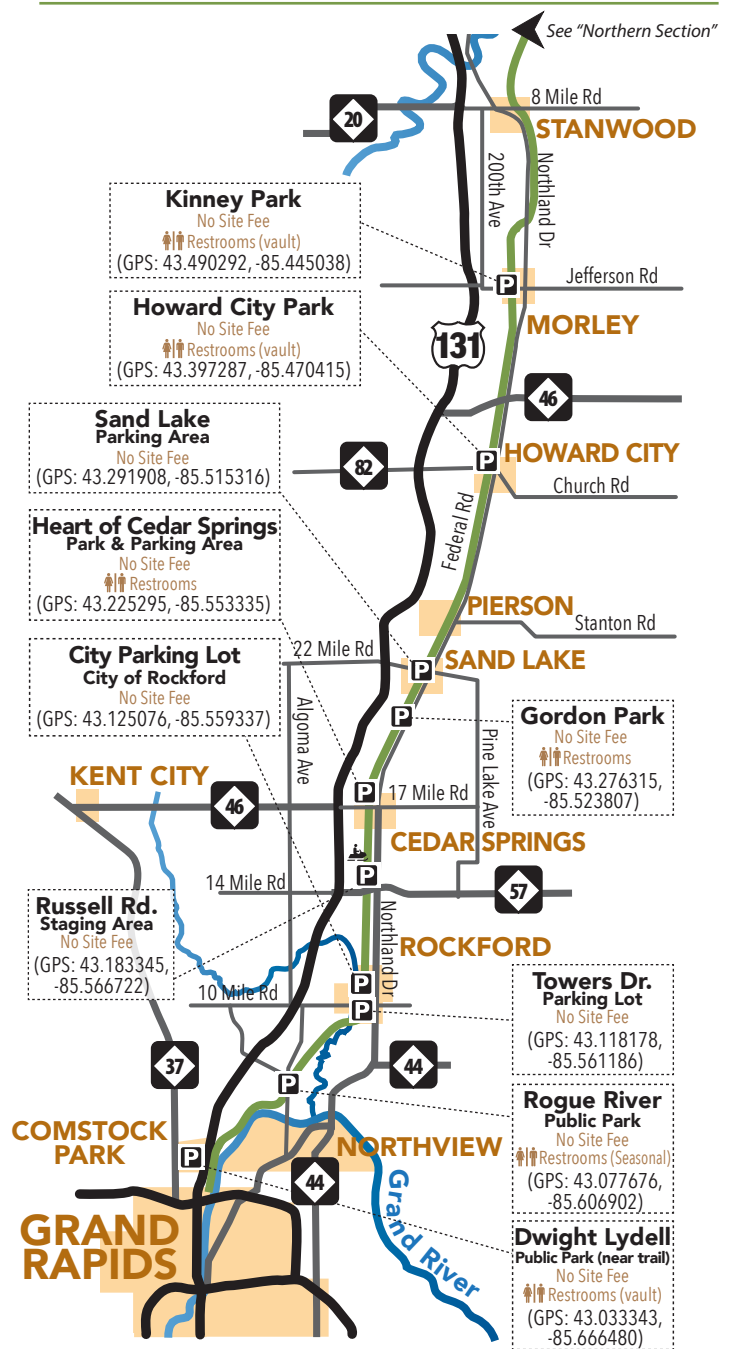 See "Northern Section"
8 Mile Rd
20
STANWOOD
200th Ave
Northland Dr
Kinney Park
No Site Fee
Restrooms (vault)
(GPS: 43.490292, -85.445038)
Jefferson Rd
P
MORLEY
Howard City Park
No Site Fee
Restrooms (vault)
(GPS: 43.397287, -85.470415)
131
46
Sand Lake
Parking Area
No Site Fee
(GPS: 43.291908, -85.515316)
82
P
HOWARD CITY
Church Rd
Federal Rd
Heart of Cedar Springs
Park & Parking Area
No Site Fee
Restrooms
(GPS: 43.225295, -85.553335)
PIERSON
Stanton Rd
City Parking Lot
City of Rockford
No Site Fee
(GPS: 43.125076, -85.559337)
22 Mile Rd
P
SAND LAKE
Algoma Ave
P
Pine Lake Ave
Gordon Park
No Site Fee
Restrooms
(GPS: 43.276315,
-85.523807)
KENT CITY
46
P
17 Mile Rd
CEDAR SPRINGS
14 Mile Rd
P
57
Russell Rd.
Staging Area
No Site Fee
(GPS: 43.183345,
-85.566722)
Northland Dr
ROCKFORD
10 Mile Rd
P
P
Towers Dr.
Parking Lot
No Site Fee
(GPS: 43.118178,
-85.561186)
37
44
P
Rogue River
Public Park
No Site Fee
Restrooms (Seasonal)
(GPS: 43.077676,
-85.606902)
COMSTOCK
PARK
P
NORTHVIEW
44
Grand River
GRAND
RAPIDS
Dwight Lydell
Public Park (near trail)
No Site Fee
Restrooms (vault)
(GPS: 43.033343,
-85.666480)